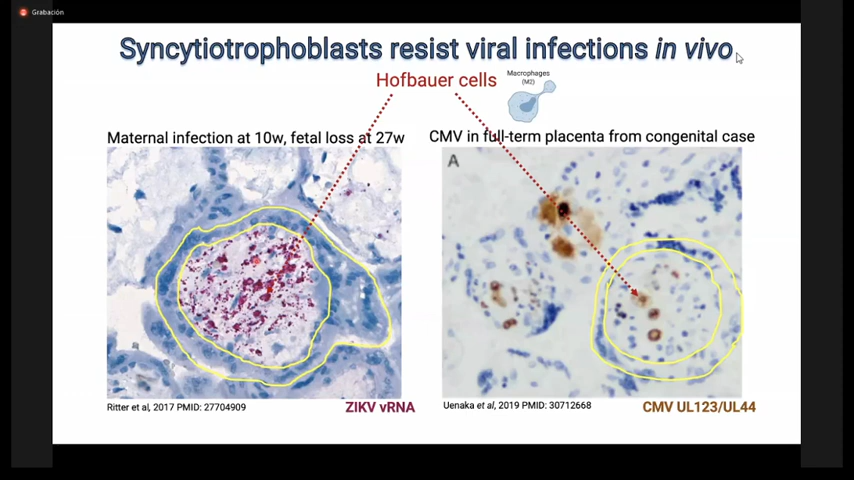 Grabación
Syncytiotrophoblasts resist viral infections in vivo
Hofbauer cells
Macrophages
(M2)
Maternal infection at 10w, fetal loss at 27w
CMV in full-term placenta from congenital case
A
Ritter et al, 2017 PMID: 27704909
ZIKV vRNA
Uenaka et al, 2019 PMID: 30712668
CMV UL123/UL44